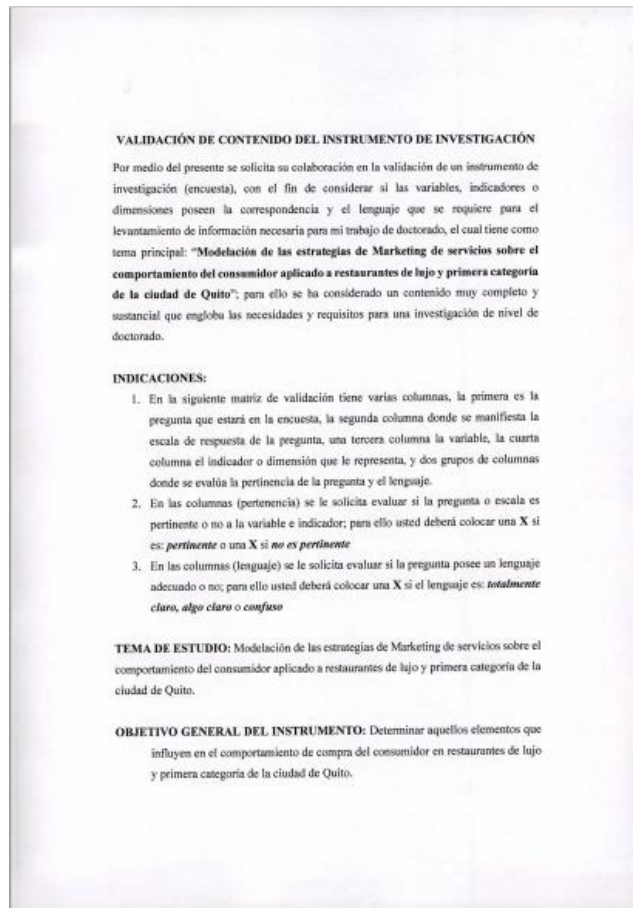 VALIDACIÓN DE CONTENIDO DEL INSTRUMENTO DE INVESTIGACIÓN
Por medio del presente se solicita su colaboración en la validación de un instrumento de
investigación (encuesta), con el fin de considerar si las variables, indicadores o
dimensiones poseen la correspondencia y el lenguaje que se requiere para el
levantamiento de información necesaria para mi trabajo de doctorado, el cual tiene como
tema principal: "Modelación de las estrategias de Marketing de servicios sobre el
comportamiento del consumidor aplicado a restaurantes de lujo y primera categoría
de la ciudad de Quito"; para ello se ha considerado un contenido muy completo y
sustancial que engloba las necesidades y requisitos para una investigación de nivel de
doctorado.
INDICACIONES:
1. En la siguiente matriz de validación tiene varias columnas, la primera es la
pregunta que estará en la encuesta, la segunda columna donde se manifiesta la
escala de respuesta de la pregunta, una tercera columna la variable, la cuarta
columna el indicador o dimensión que le representa, y dos grupos de columnas
donde se evalúa la pertinencia de la pregunta y el lenguaje.
2. En las columnas (pertenencia) se le solicita evaluar si la pregunta o escala es
pertinente o no a la variable e indicador; para ello usted deberá colocar una X si
es: pertinente o una X si no es pertinente
3. En las columnas (lenguaje) se le solicita evaluar si la pregunta posee un lenguaje
adecuado o no; para ello usted deberá colocar una X si el lenguaje es: totalmente
claro, algo claro o confuso
TEMA DE ESTUDIO: Modelación de las estrategias de Marketing de servicios sobre el
comportamiento del consumidor aplicado a restaurantes de lujo y primera categoría de la
ciudad de Quito.
OBJETIVO GENERAL DEL INSTRUMENTO: Determinar aquellos elementos que
influyen en el comportamiento de compra del consumidor en restaurantes de lujo
y primera categoría de la ciudad de Quito.